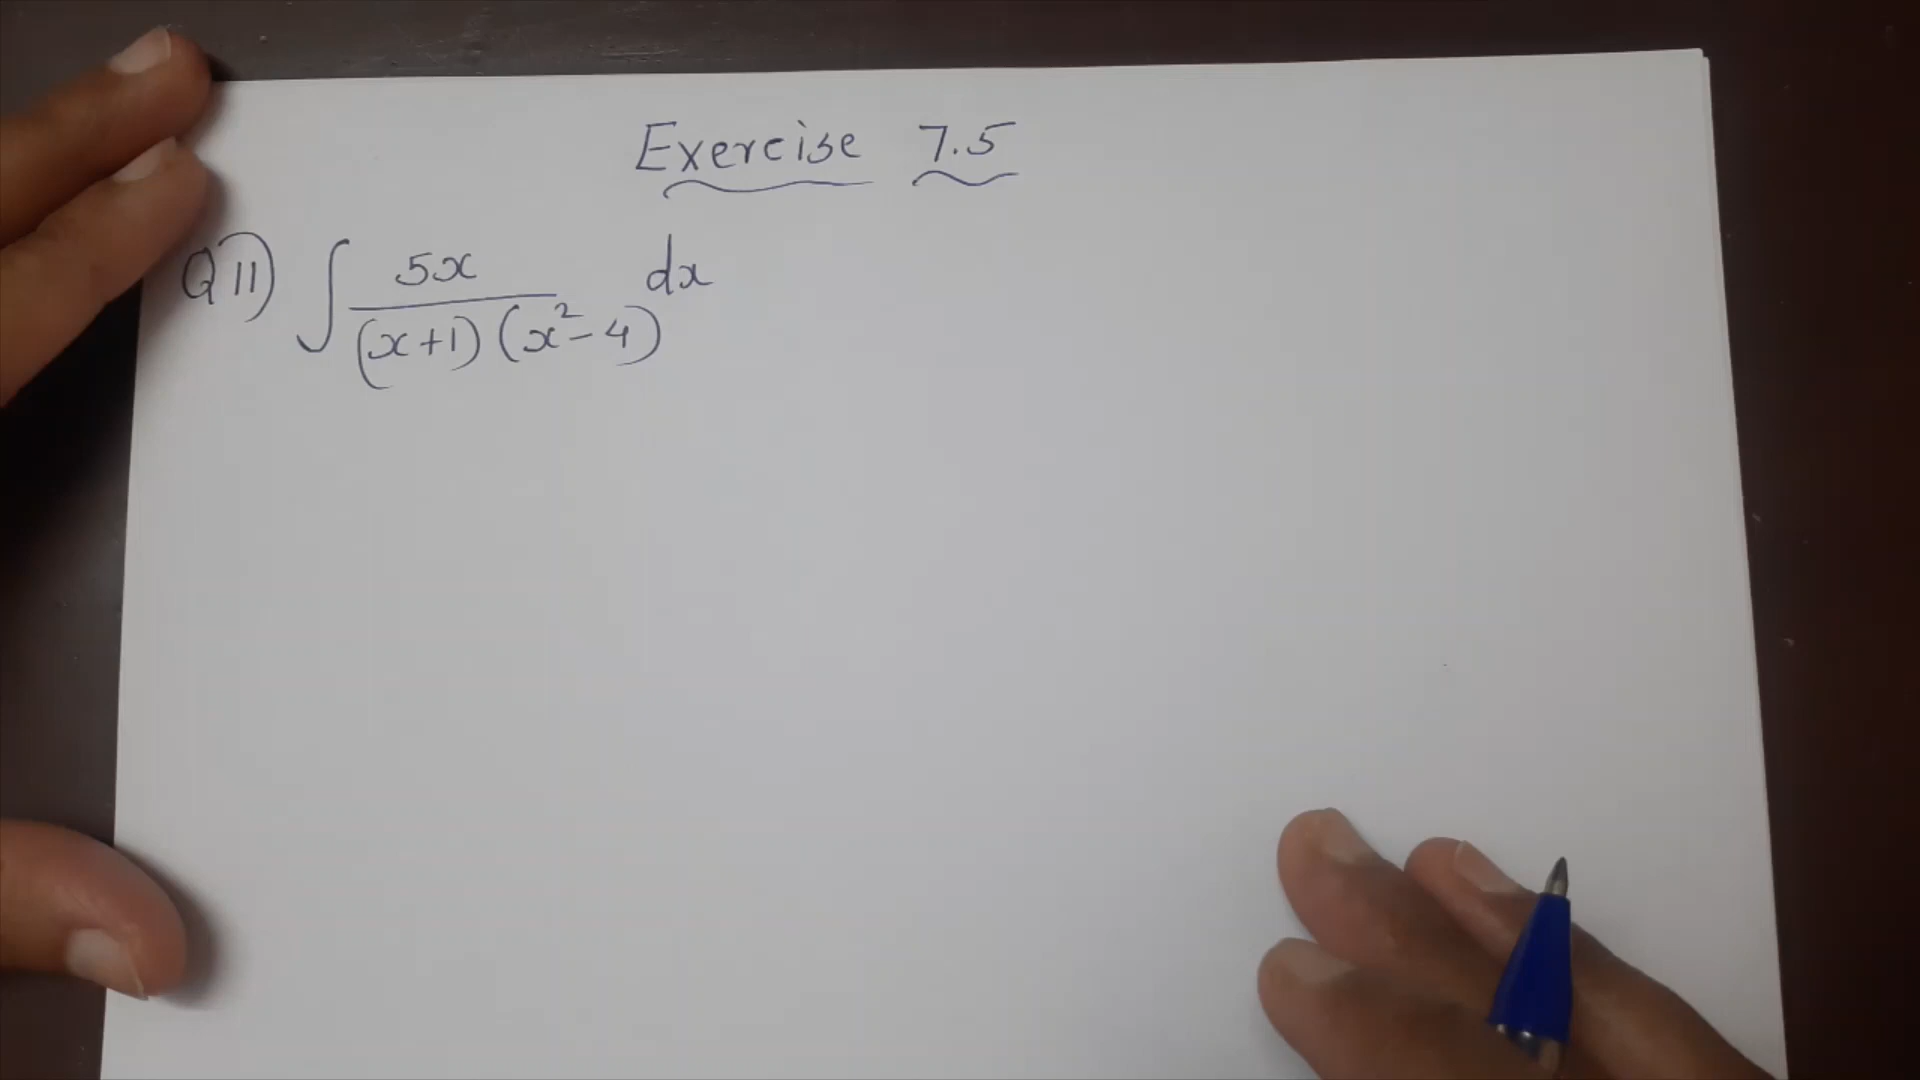 Exercise 7.5
Q11) ∫ 5x / (x+1)(x²-4) dx